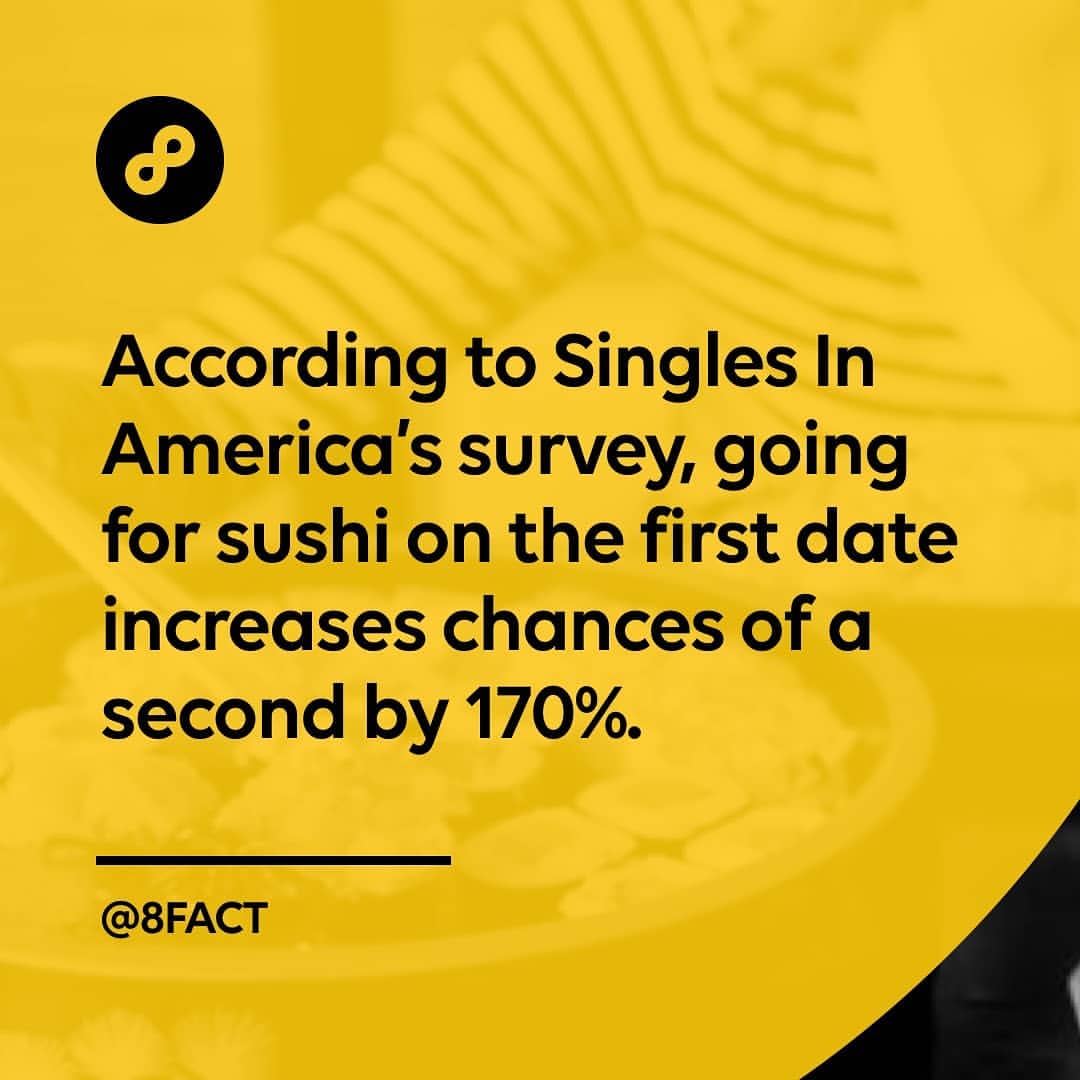 According to Singles In
America's survey, going
for sushi on the first date
increases chances of a
second by 170%.
@8FACT